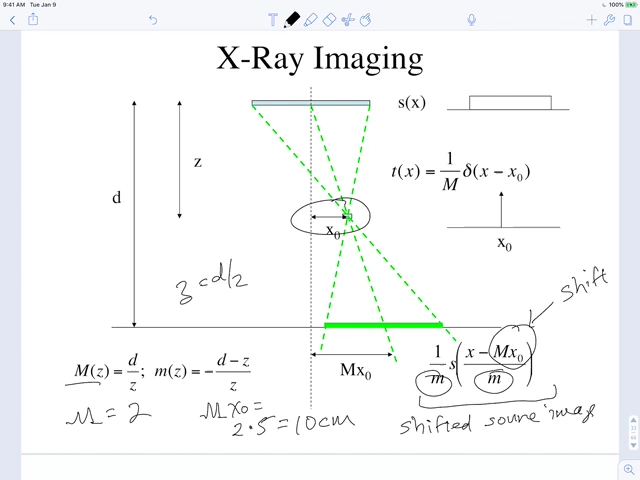 9:41 AM Tue Jan 9
100%
X-Ray Imaging
s(x)
z
t(x) = 1/M δ(x − x₀)
d
x₀
x₀
z = d/2
shift
M(z) = d/z; m(z) = −(d−z)/z
Mx₀
1/m s((x − Mx₀)/m)
M = 2
Mx₀ =
2·5 = 10cm
shifted source image